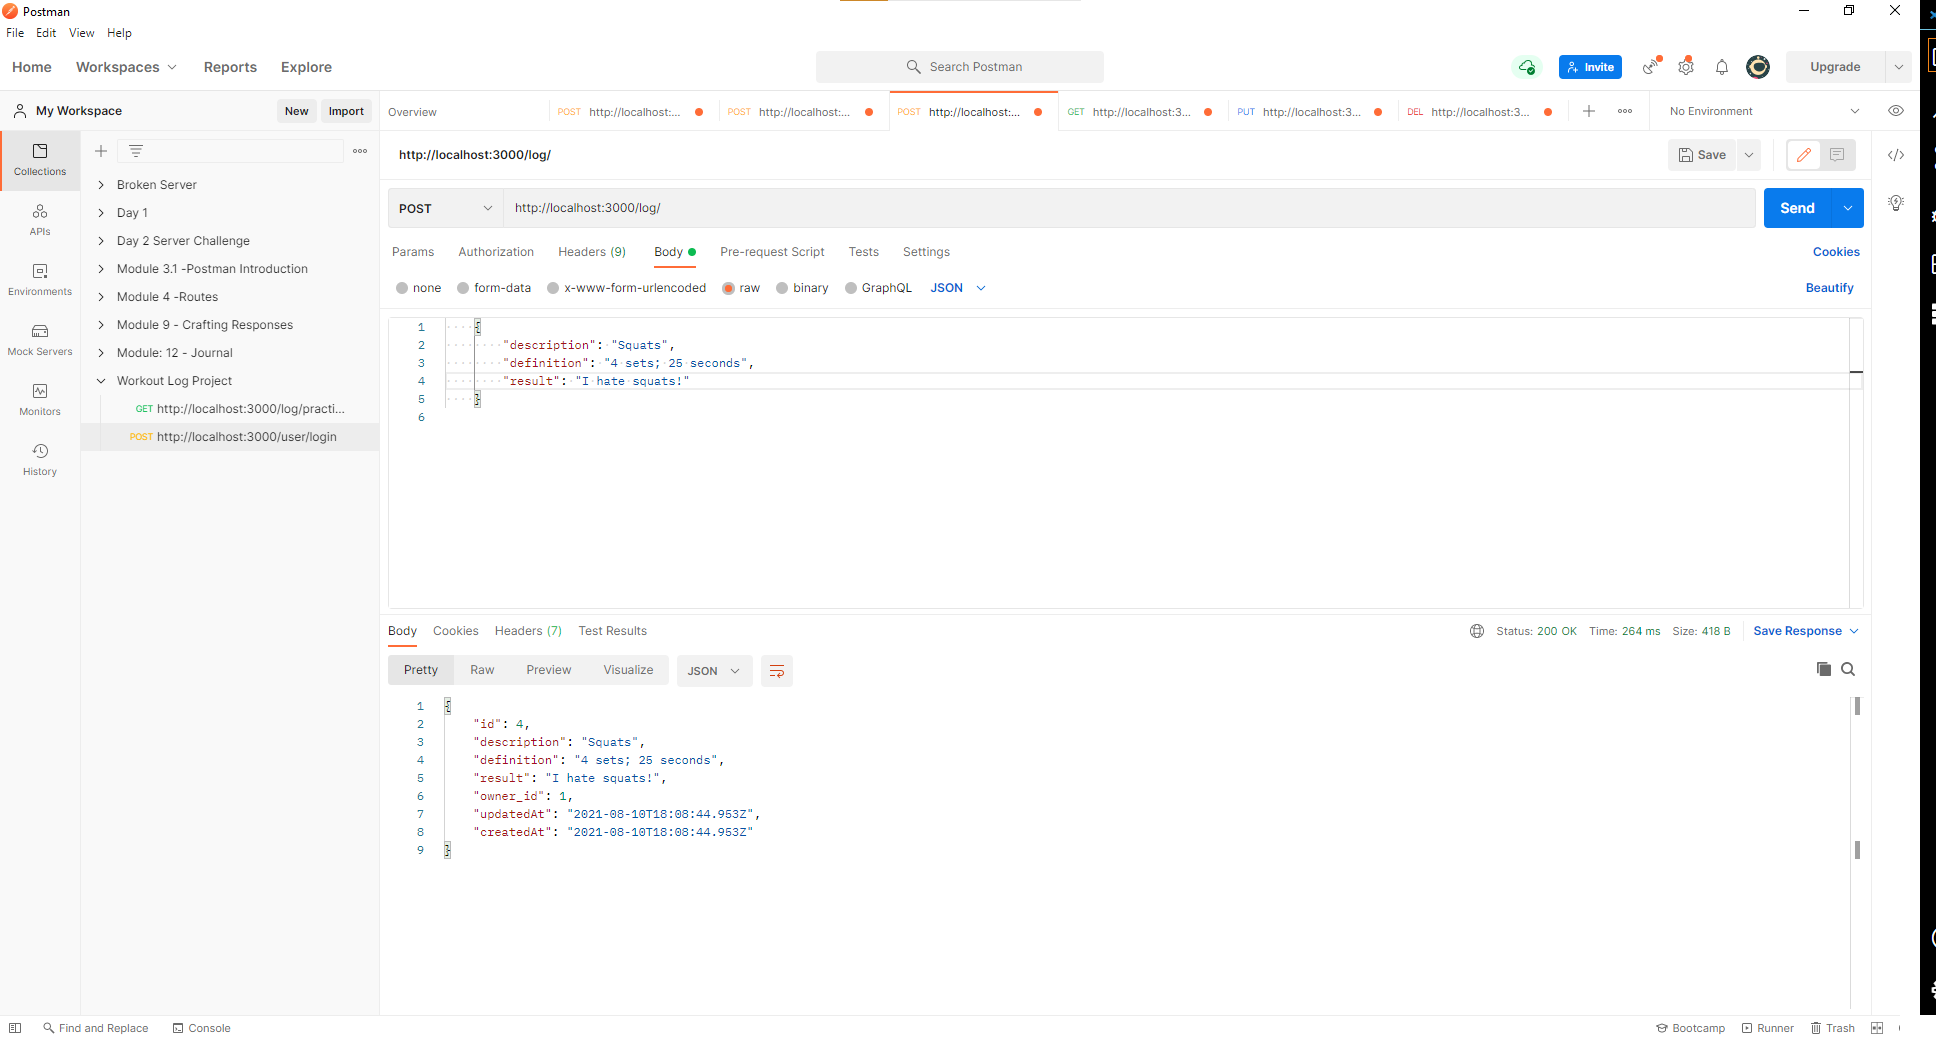 Postman
File Edit View Help
Home Workspaces Reports Explore
Search Postman
Invite
Upgrade
My Workspace
New Import
Overview
POST http://localhost:...
POST http://localhost:...
POST http://localhost:...
GET http://localhost:3...
PUT http://localhost:3...
DEL http://localhost:3...
No Environment
Collections
APIs
Environments
Mock Servers
Monitors
History
Broken Server
Day 1
Day 2 Server Challenge
Module 3.1 -Postman Introduction
Module 4 -Routes
Module 9 - Crafting Responses
Module: 12 - Journal
Workout Log Project
GET http://localhost:3000/log/practi...
POST http://localhost:3000/user/login
http://localhost:3000/log/
Save
POST http://localhost:3000/log/
Send
Params Authorization Headers (9) Body Pre-request Script Tests Settings
Cookies
none form-data x-www-form-urlencoded raw binary GraphQL JSON
Beautify
1 {
2 "description": "Squats",
3 "definition": "4 sets; 25 seconds",
4 "result": "I hate squats!"
5 }
6
Body Cookies Headers (7) Test Results
Status: 200 OK Time: 264 ms Size: 418 B Save Response
Pretty Raw Preview Visualize JSON
1 {
2 "id": 4,
3 "description": "Squats",
4 "definition": "4 sets; 25 seconds",
5 "result": "I hate squats!",
6 "owner_id": 1,
7 "updatedAt": "2021-08-10T18:08:44.953Z",
8 "createdAt": "2021-08-10T18:08:44.953Z"
9 }
Find and Replace Console
Bootcamp Runner Trash